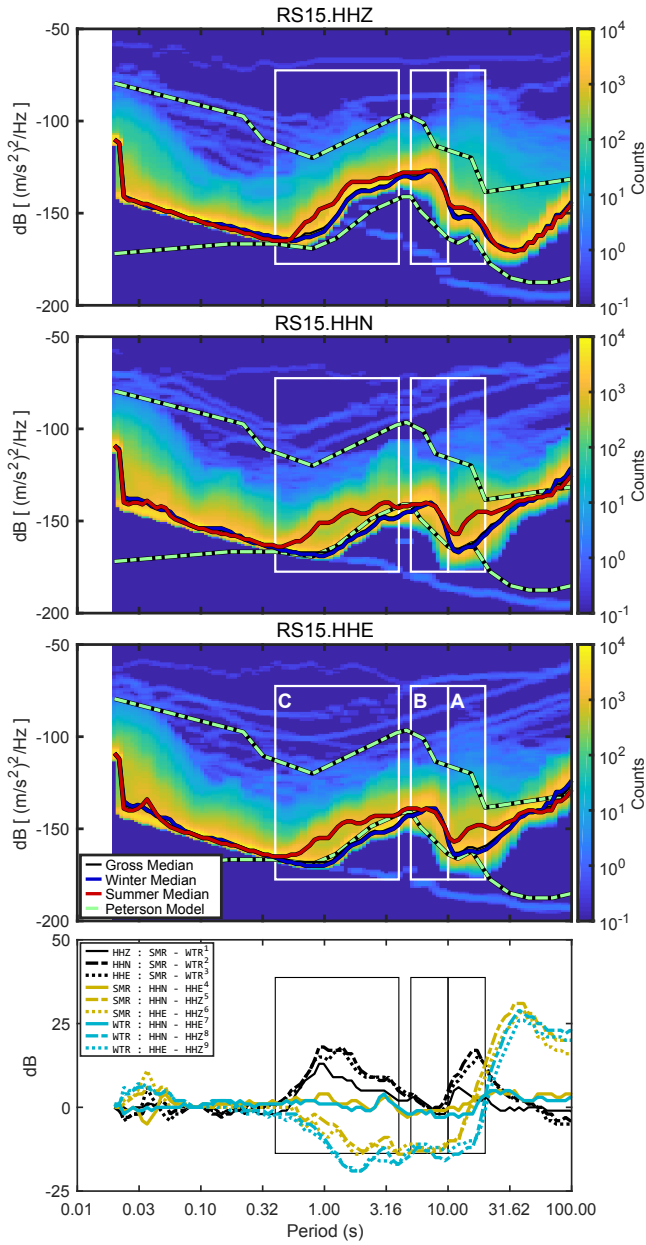 RS15.HHZ
-50
-100
-150
-200
dB [ (m/s²)²/Hz]
10⁴
10³
10²
10¹
10⁰
10⁻¹
Counts
RS15.HHN
-50
-100
-150
-200
dB [ (m/s²)²/Hz]
10⁴
10³
10²
10¹
10⁰
10⁻¹
Counts
RS15.HHE
-50
-100
-150
-200
dB [ (m/s²)²/Hz]
C B A
Gross Median
Winter Median
Summer Median
Peterson Model
10⁴
10³
10²
10¹
10⁰
10⁻¹
Counts
50
25
0
-25
dB
HHZ : SMR - WTR¹
HHN : SMR - WTR²
HHE : SMR - WTR³
SMR : HHN - HHE⁴
SMR : HHN - HHZ⁵
SMR : HHE - HHZ⁶
WTR : HHN - HHE⁷
WTR : HHN - HHZ⁸
WTR : HHE - HHZ⁹
0.01 0.03 0.10 0.32 1.00 3.16 10.00 31.62 100.00
Period (s)